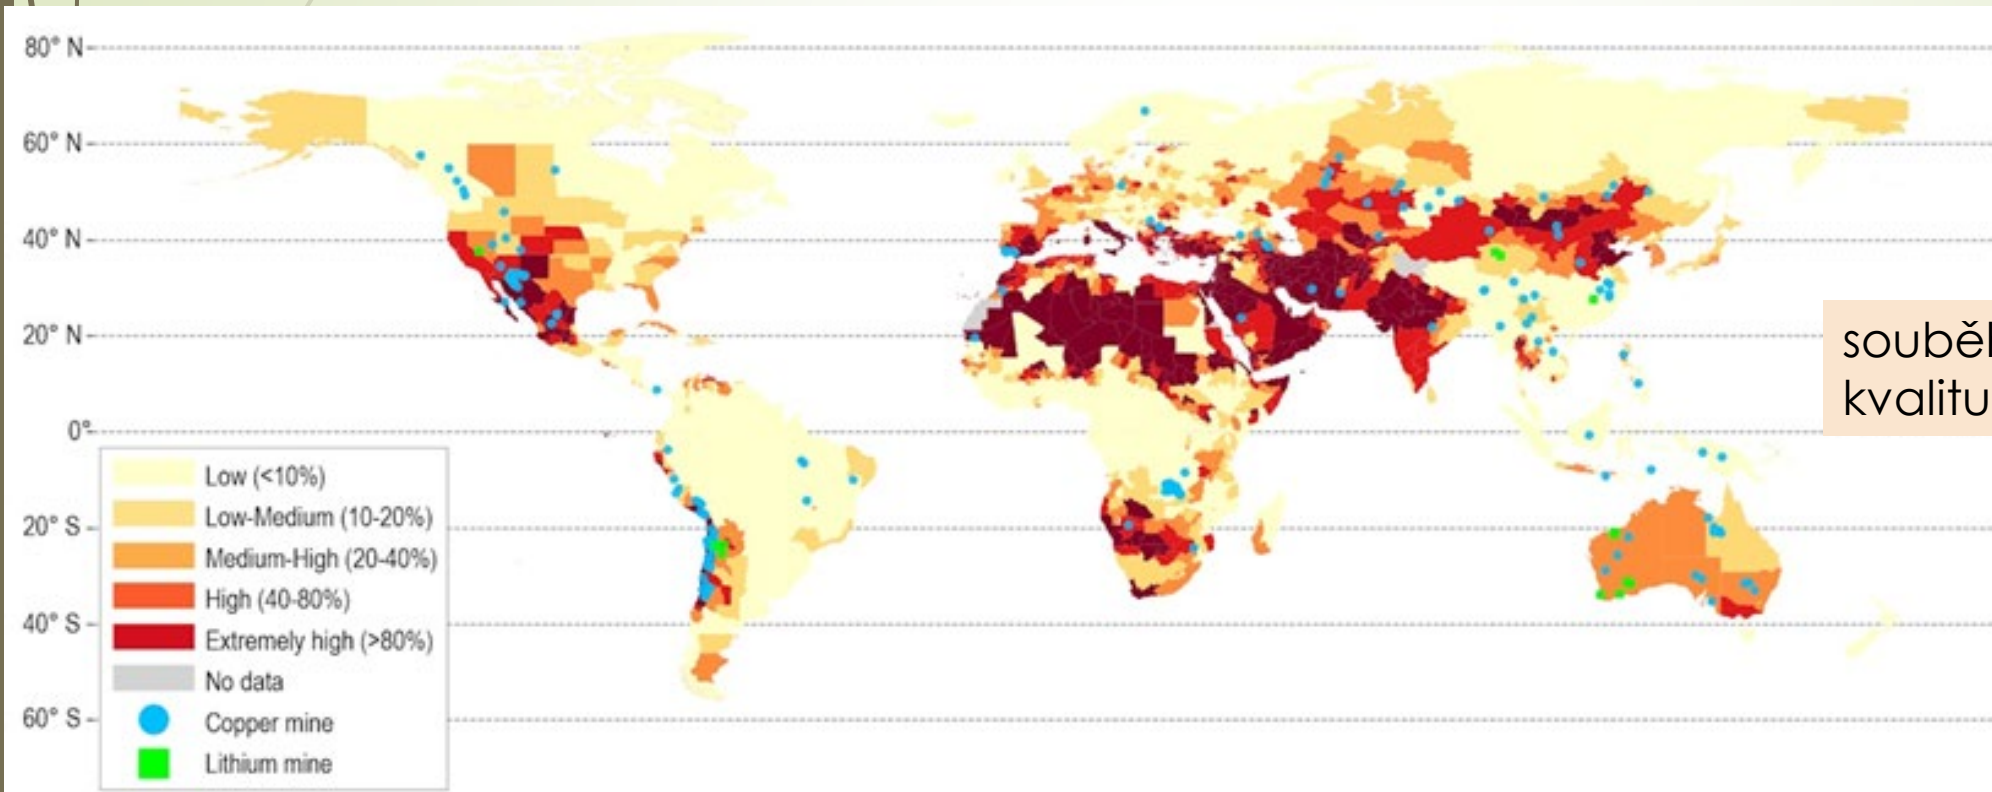 80° N
60° N
40° N
20° N
0°
20° S
40° S
60° S
Low (<10%)
Low-Medium (10-20%)
Medium-High (20-40%)
High (40-80%)
Extremely high (>80%)
No data
Copper mine
Lithium mine
kvalitu